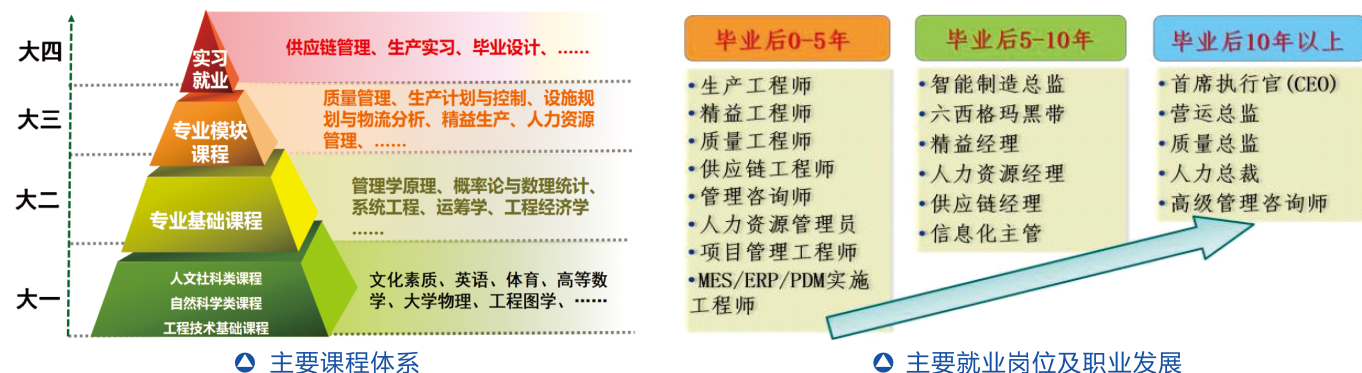 大四
实习
就业
供应链管理、生产实习、毕业设计、……
大三
专业模块
课程
质量管理、生产计划与控制、设施规
划与物流分析、精益生产、人力资源
管理、……
大二
专业基础课程
管理学原理、概率论与数理统计、
系统工程、运筹学、工程经济学
……
大一
人文社科类课程
自然科学类课程
工程技术基础课程
文化素质、英语、体育、高等数
学、大学物理、工程图学、……
主要课程体系
毕业后0-5年
•生产工程师
•精益工程师
•质量工程师
•供应链工程师
•管理咨询师
•人力资源管理员
•项目管理工程师
•MES/ERP/PDM实施
工程师
毕业后5-10年
•智能制造总监
•六西格玛黑带
•精益经理
•人力资源经理
•供应链经理
•信息化主管
毕业后10年以上
•首席执行官(CEO)
•营运总监
•质量总监
•人力总裁
•高级管理咨询师
主要就业岗位及职业发展